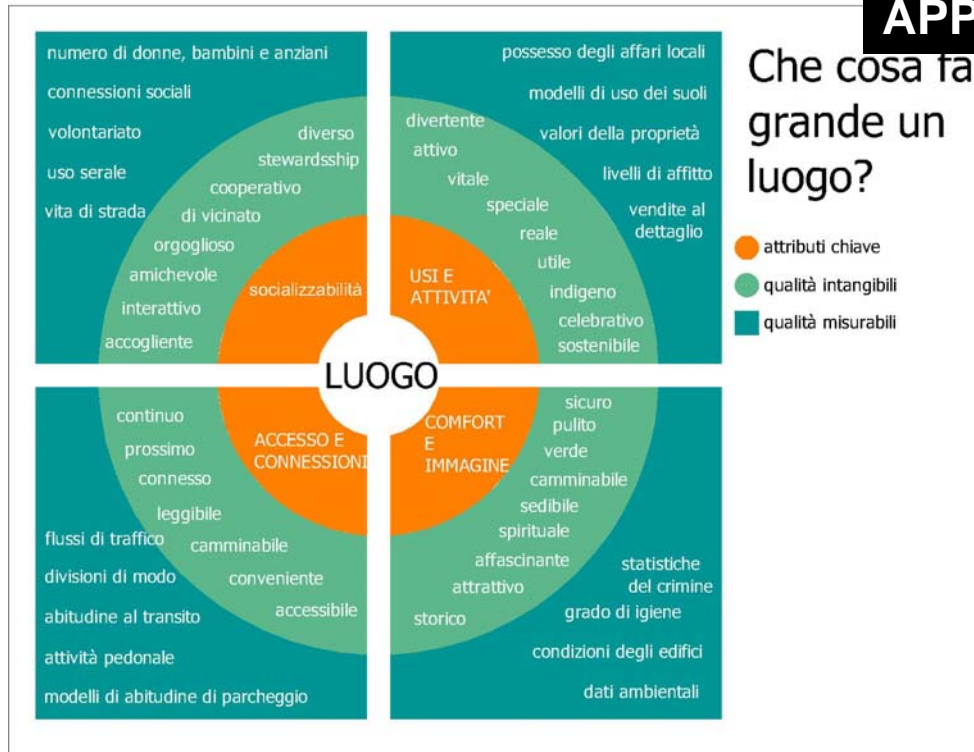 APP
Che cosa fa
grande un
luogo?
attributi chiave
qualità intangibili
qualità misurabili
numero di donne, bambini e anziani
connessioni sociali
volontariato
uso serale
vita di strada
diverso
stewardsship
cooperativo
di vicinato
orgoglioso
amichevole
interattivo
accogliente
socializzabilità
possesso degli affari locali
modelli di uso dei suoli
valori della proprietà
livelli di affitto
vendite al
dettaglio
divertente
attivo
vitale
speciale
reale
utile
indigeno
celebrativo
sostenibile
USI E
ATTIVITA'
LUOGO
ACCESSO E
CONNESSIONI
continuo
prossimo
connesso
leggibile
camminabile
conveniente
accessibile
flussi di traffico
divisioni di modo
abitudine al transito
attività pedonale
modelli di abitudine di parcheggio
COMFORT
E
IMMAGINE
sicuro
pulito
verde
camminabile
sedibile
spirituale
affascinante
attrattivo
storico
statistiche
del crimine
grado di igiene
condizioni degli edifici
dati ambientali